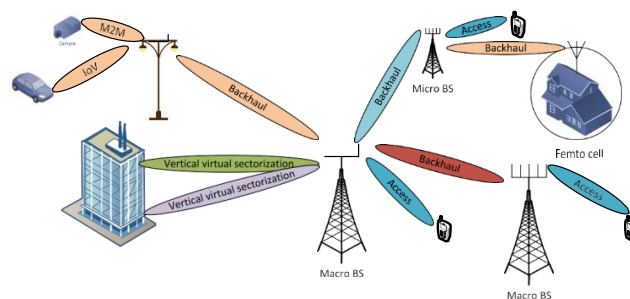 M2M
Camera
IoV
Backhaul
Access
Backhaul
Micro BS
Backhaul
Femto cell
Vertical virtual sectorization
Vertical virtual sectorization
Backhaul
Access
Access
Macro BS
Macro BS